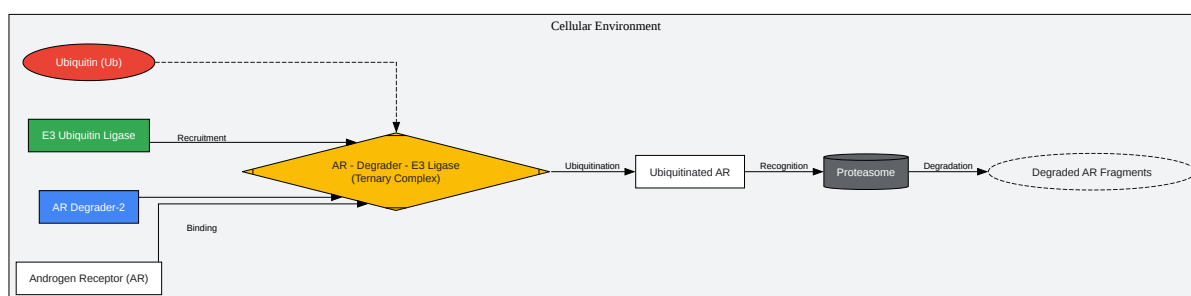 Cellular Environment
Ubiquitin (Ub)
E3 Ubiquitin Ligase
Recruitment
AR Degrader-2
Binding
Androgen Receptor (AR)
AR - Degrader - E3 Ligase
(Ternary Complex)
Ubiquitination
Ubiquitinated AR
Recognition
Proteasome
Degradation
Degraded AR Fragments